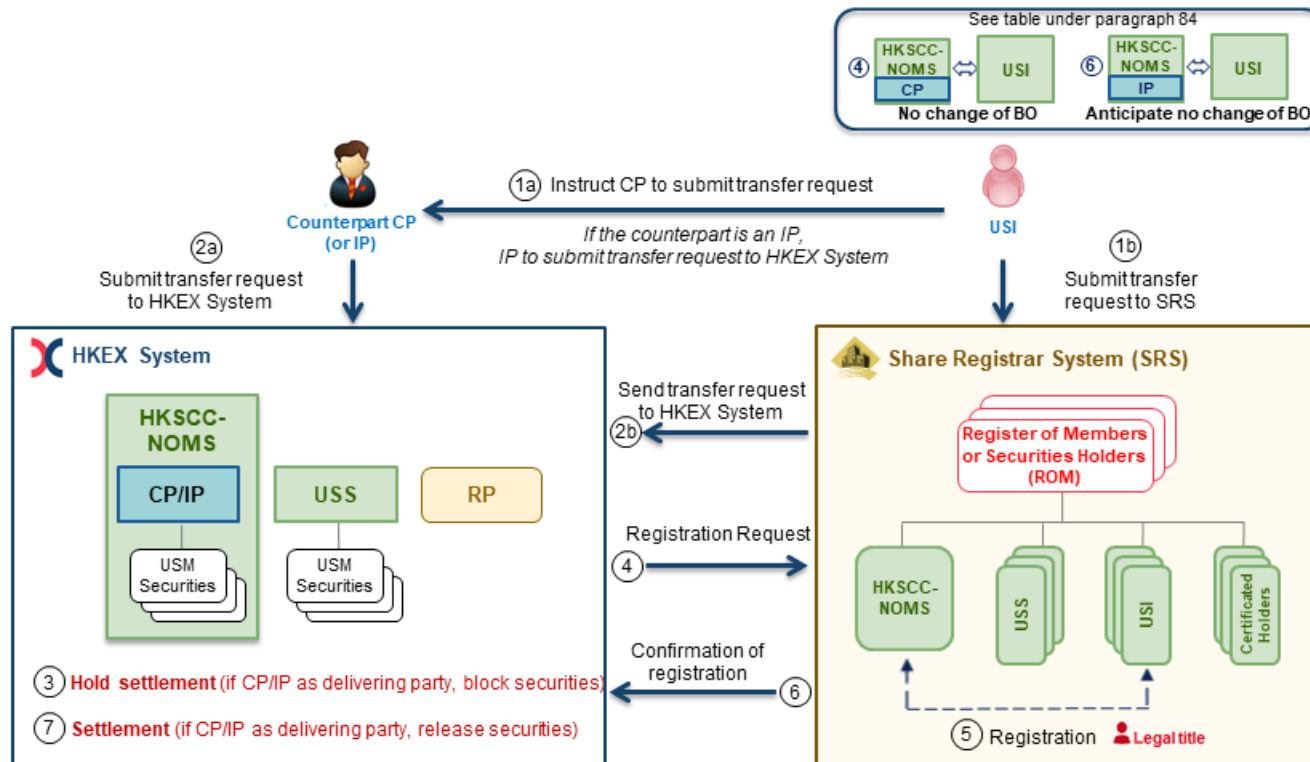 See table under paragraph 84
4
HKSCC-
NOMS
CP
USI
No change of BO
6
HKSCC-
NOMS
IP
USI
Anticipate no change of BO
1a Instruct CP to submit transfer request
If the counterpart is an IP,
IP to submit transfer request to HKEX System
Counterpart CP
(or IP)
USI
2a
Submit transfer request
to HKEX System
1b
Submit transfer
request to SRS
HKEX System
HKSCC-
NOMS
CP/IP
USM
Securities
USS
USM
Securities
RP
3 Hold settlement (if CP/IP as delivering party, block securities)
7 Settlement (if CP/IP as delivering party, release securities)
Send transfer request
to HKEX System
2b
Registration Request
4
Confirmation of
registration
6
Share Registrar System (SRS)
Register of Members
or Securities Holders
(ROM)
HKSCC-
NOMS
USS
USI
Certificated
Holders
5 Registration
Legal title